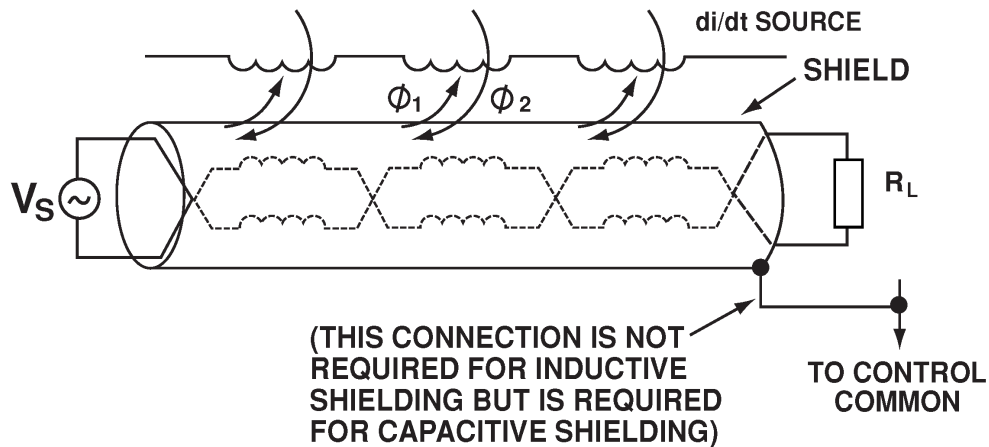 di/dt SOURCE
SHIELD
ϕ1
ϕ2
VS
RL
(THIS CONNECTION IS NOT
REQUIRED FOR INDUCTIVE
SHIELDING BUT IS REQUIRED
FOR CAPACITIVE SHIELDING)
TO CONTROL
COMMON